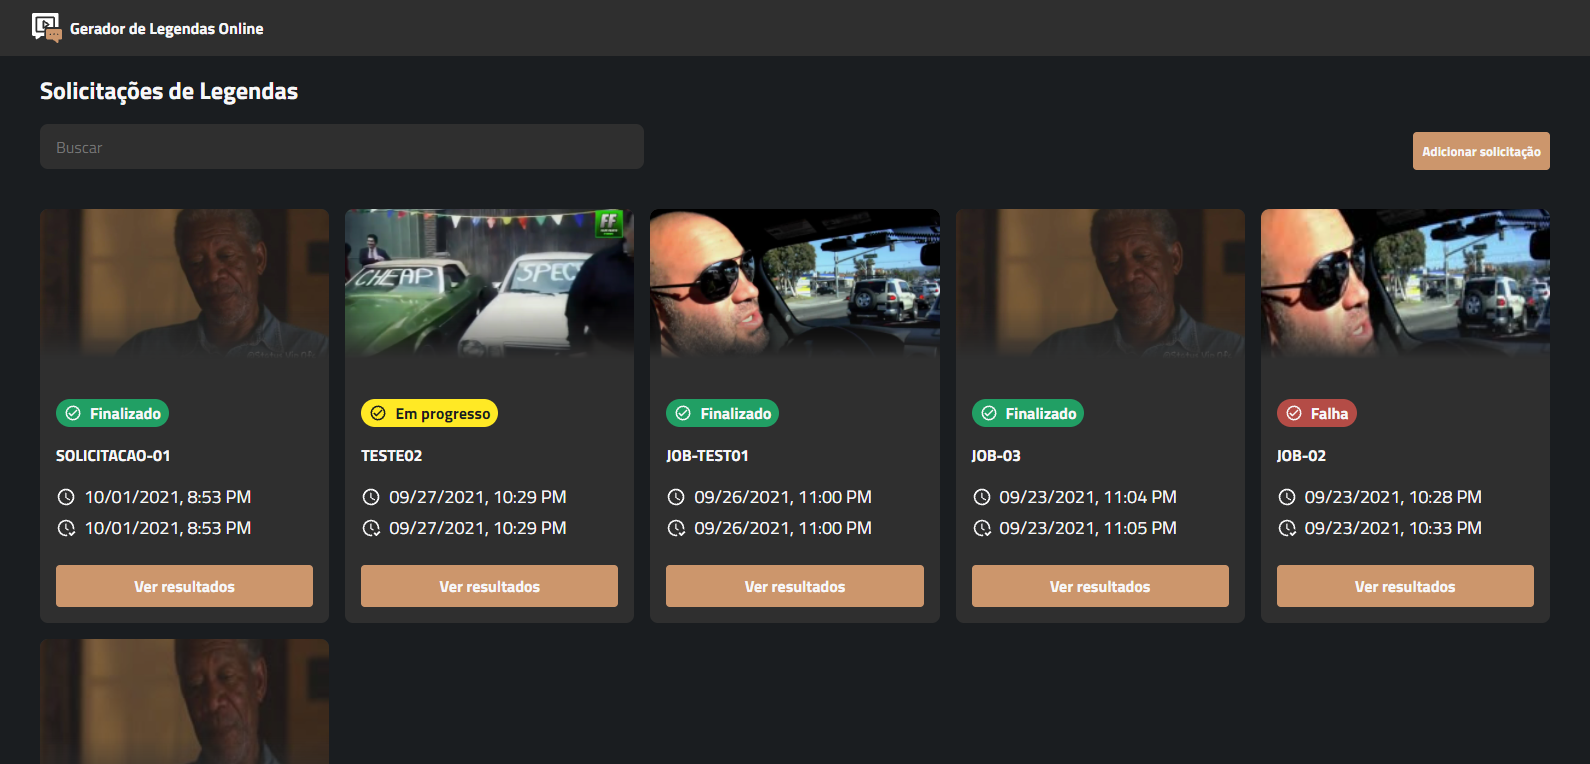 Gerador de Legendas Online
Solicitações de Legendas
Buscar
Adicionar solicitação
CHEAP
SPEC
FF
Finalizado
Em progresso
Finalizado
Finalizado
Falha
SOLICITACAO-01
TESTE02
JOB-TEST01
JOB-03
JOB-02
10/01/2021, 8:53 PM
09/27/2021, 10:29 PM
09/26/2021, 11:00 PM
09/23/2021, 11:04 PM
09/23/2021, 10:28 PM
10/01/2021, 8:53 PM
09/27/2021, 10:29 PM
09/26/2021, 11:00 PM
09/23/2021, 11:05 PM
09/23/2021, 10:33 PM
Ver resultados
Ver resultados
Ver resultados
Ver resultados
Ver resultados